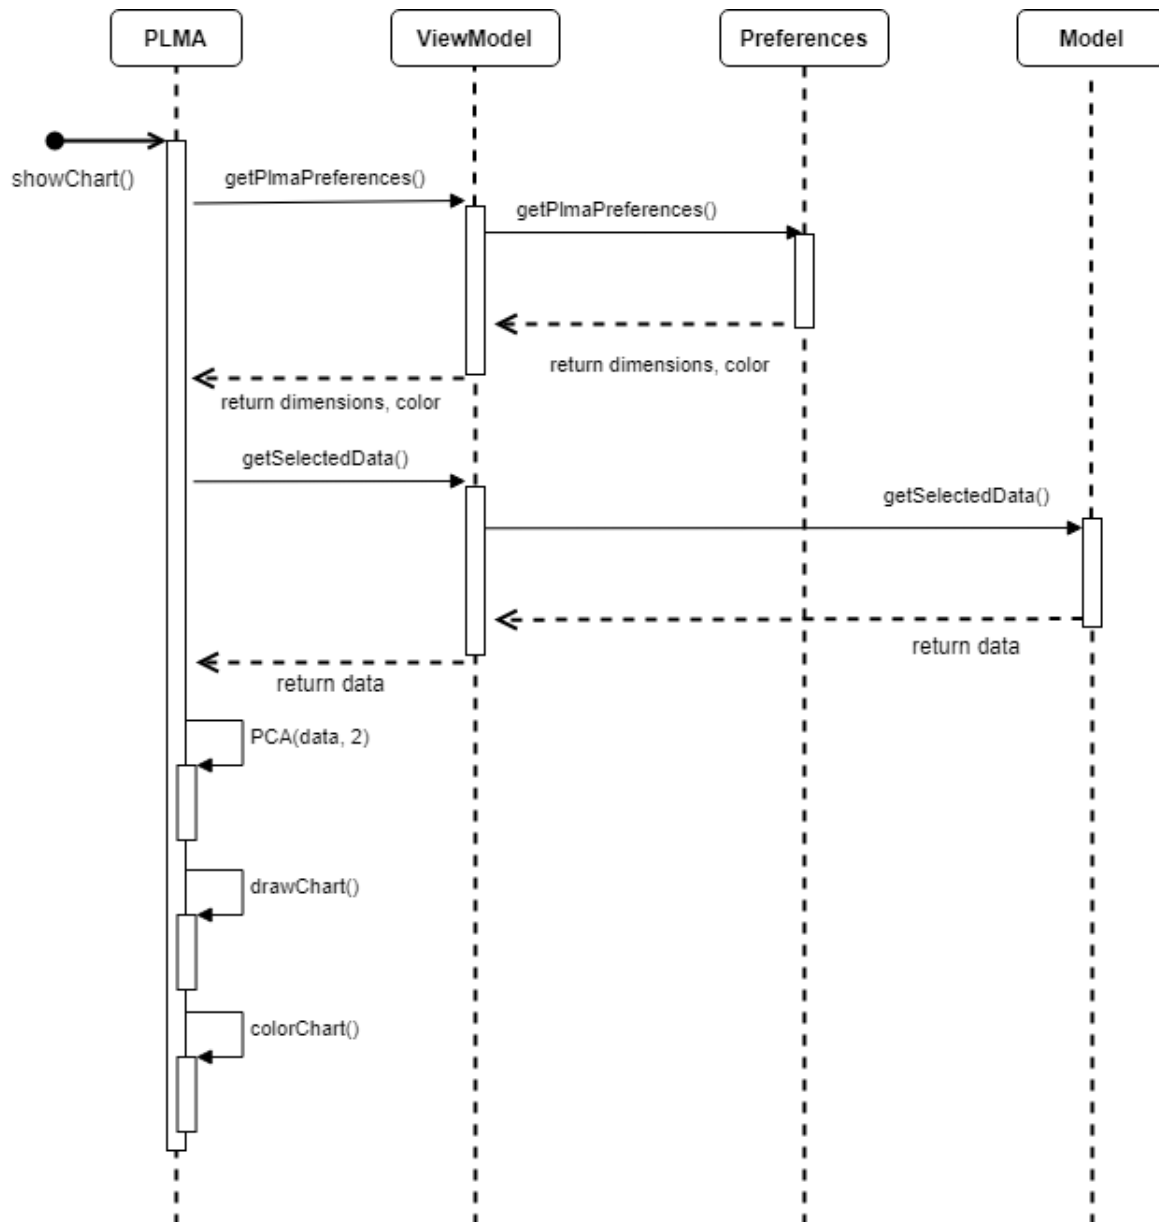 PLMA
ViewModel
Preferences
Model
showChart()
getPlmaPreferences()
getPlmaPreferences()
return dimensions, color
return dimensions, color
getSelectedData()
getSelectedData()
return data
return data
PCA(data, 2)
drawChart()
colorChart()